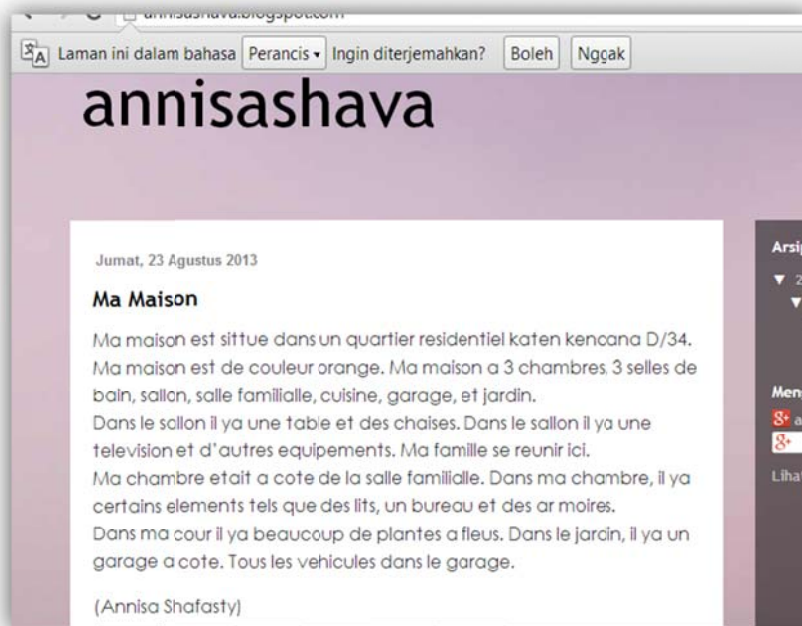 annisashava.blogspot.com
Laman ini dalam bahasa Perancis Ingin diterjemahkan? Boleh Nggak
annisashava
Jumat, 23 Agustus 2013
Ma Maison
Ma maison est sittue dans un quartier residentiel katen kencana D/34.
Ma maison est de couleur orange. Ma maison a 3 chambres 3 selles de
bain, sallon, salle familialle, cuisine, garage, et jardin.
Dans le sallon il ya une table et des chaises. Dans le sallon il ya une
television et d'autres equipements. Ma famille se reunir ici.
Ma chambre etait a cote de la salle familialle. Dans ma chambre, il ya
certains elements tels que des lits, un bureau et des ar moires.
Dans ma cour il ya beaucoup de plantes a fleus. Dans le jardin, il ya un
garage a cote. Tous les vehicules dans le garage.
(Annisa Shafasty)
Arsip
2
Men
a
Liha